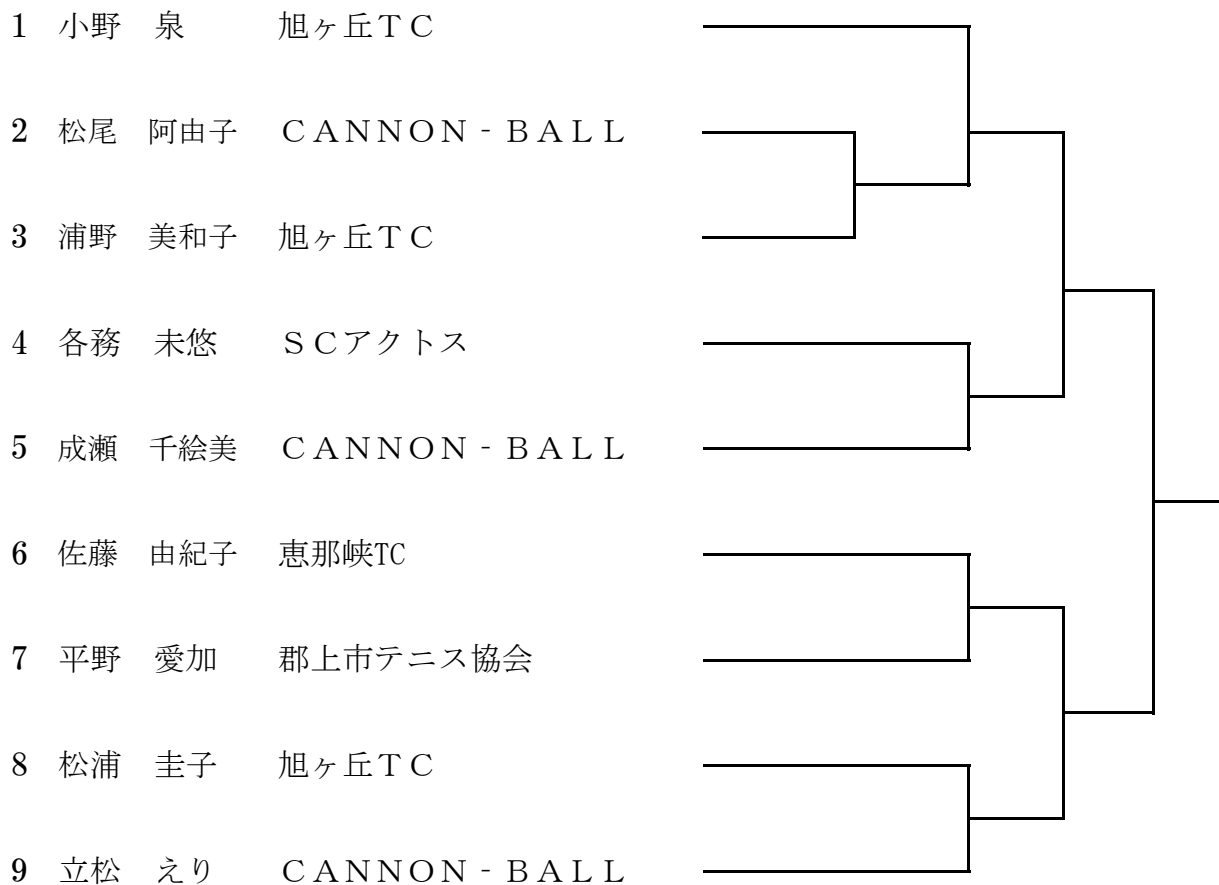 1 小野 泉 旭ヶ丘ＴＣ
2 松尾 阿由子 ＣＡＮＮＯＮ‐ＢＡＬＬ
3 浦野 美和子 旭ヶ丘ＴＣ
4 各務 未悠 ＳＣアクトス
5 成瀬 千絵美 ＣＡＮＮＯＮ‐ＢＡＬＬ
6 佐藤 由紀子 恵那峡TC
7 平野 愛加 郡上市テニス協会
8 松浦 圭子 旭ヶ丘ＴＣ
9 立松 えり ＣＡＮＮＯＮ‐ＢＡＬＬ